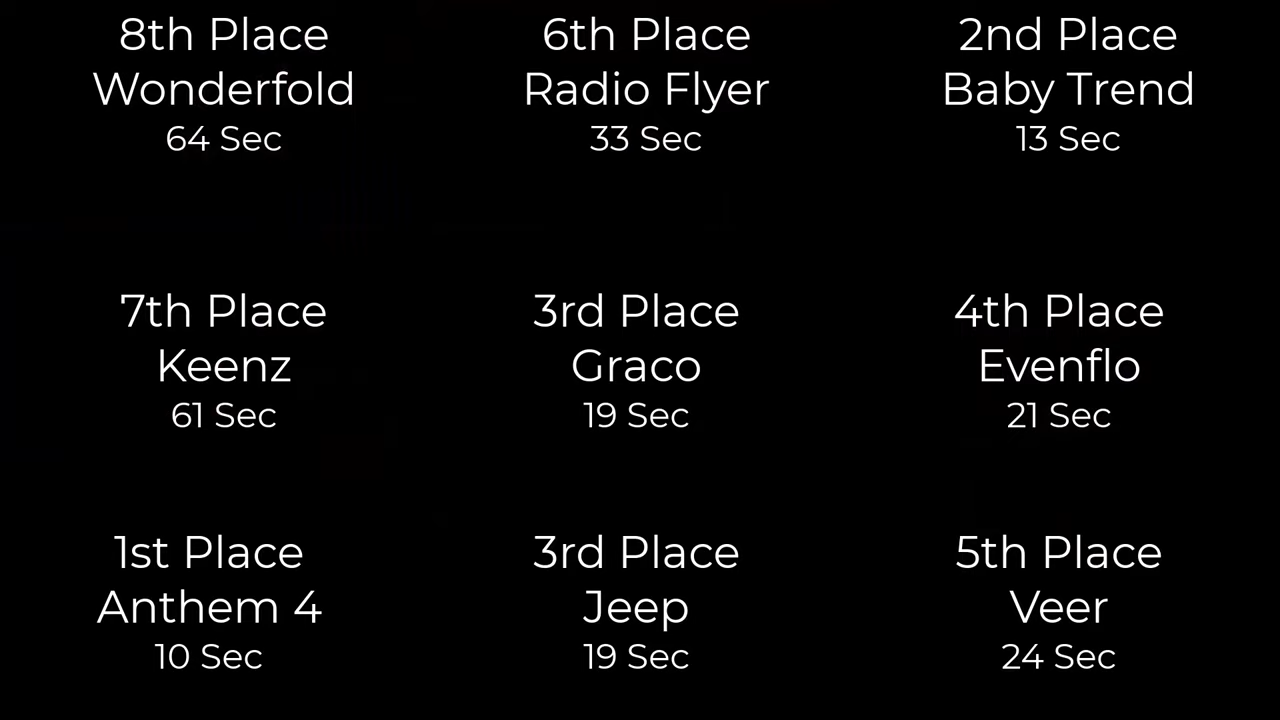 8th Place
Wonderfold
64 Sec
6th Place
Radio Flyer
33 Sec
2nd Place
Baby Trend
13 Sec
7th Place
Keenz
61 Sec
3rd Place
Graco
19 Sec
4th Place
Evenflo
21 Sec
1st Place
Anthem 4
10 Sec
3rd Place
Jeep
19 Sec
5th Place
Veer
24 Sec